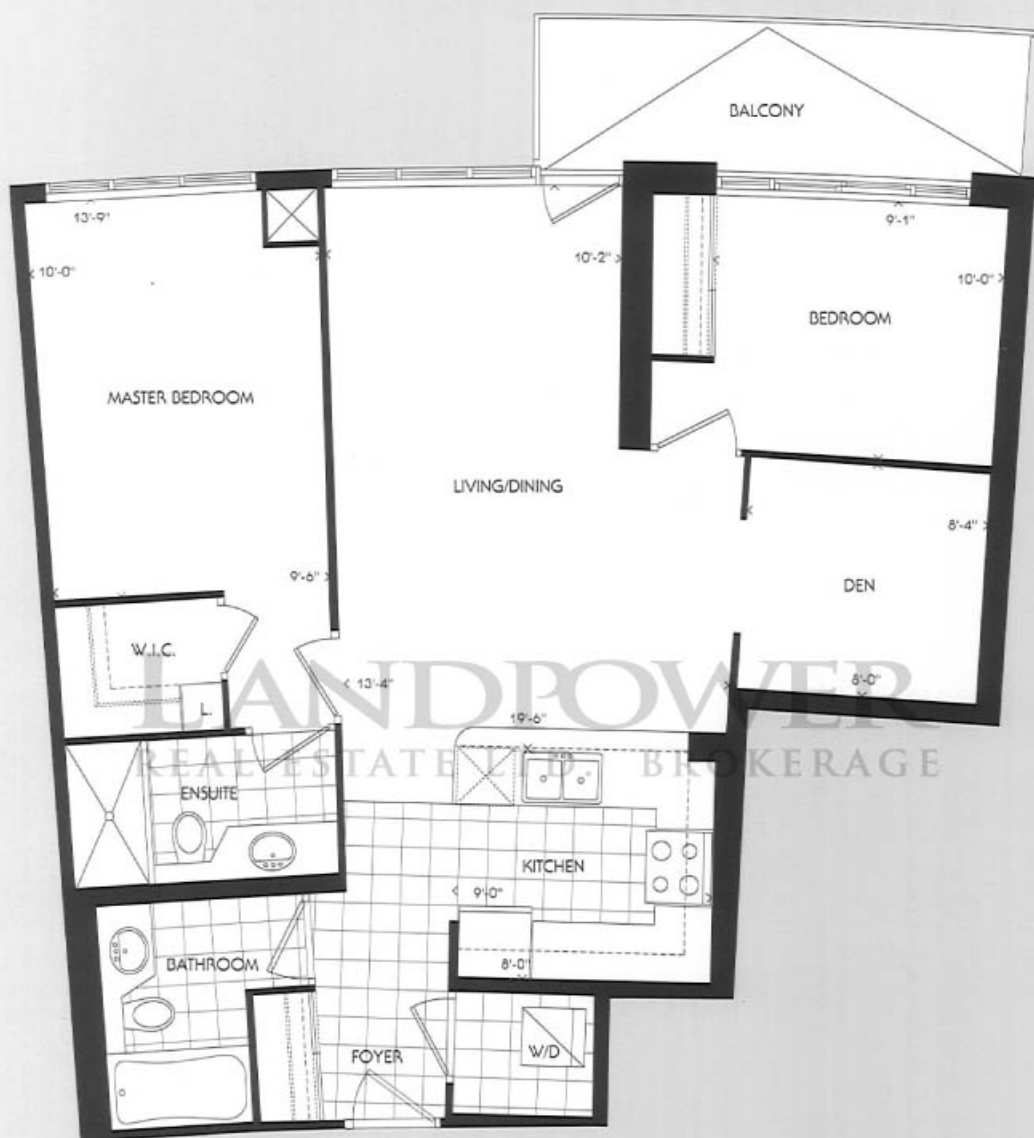 BALCONY
13'-9"
9'-1"
10'-0"
10'-2"
10'-0"
BEDROOM
MASTER BEDROOM
LIVING/DINING
8'-4"
9'-6"
DEN
W.I.C.
L.
13'-4"
8'-0"
19'-6"
LANDPOWER
REAL ESTATE LTD BROKERAGE
ENSUITE
KITCHEN
9'-0"
BATHROOM
8'-0"
FOYER
W/D